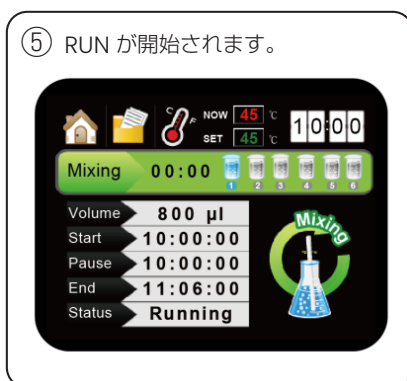 ⑤ RUN が開始されます。
C F NOW 45 ℃ 10:00
SET 45 ℃
Mixing 00:00 1 2 3 4 5 6
Volume 800 μl
Start 10:00:00
Pause 10:00:00
End 11:06:00
Status Running
Mixing